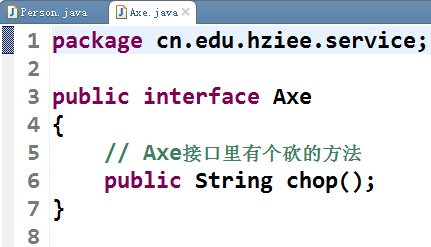 Person.java Axe.java
1 package cn.edu.hziee.service;
2
3 public interface Axe
4 {
5 // Axe接口里有个砍的方法
6 public String chop();
7 }
8